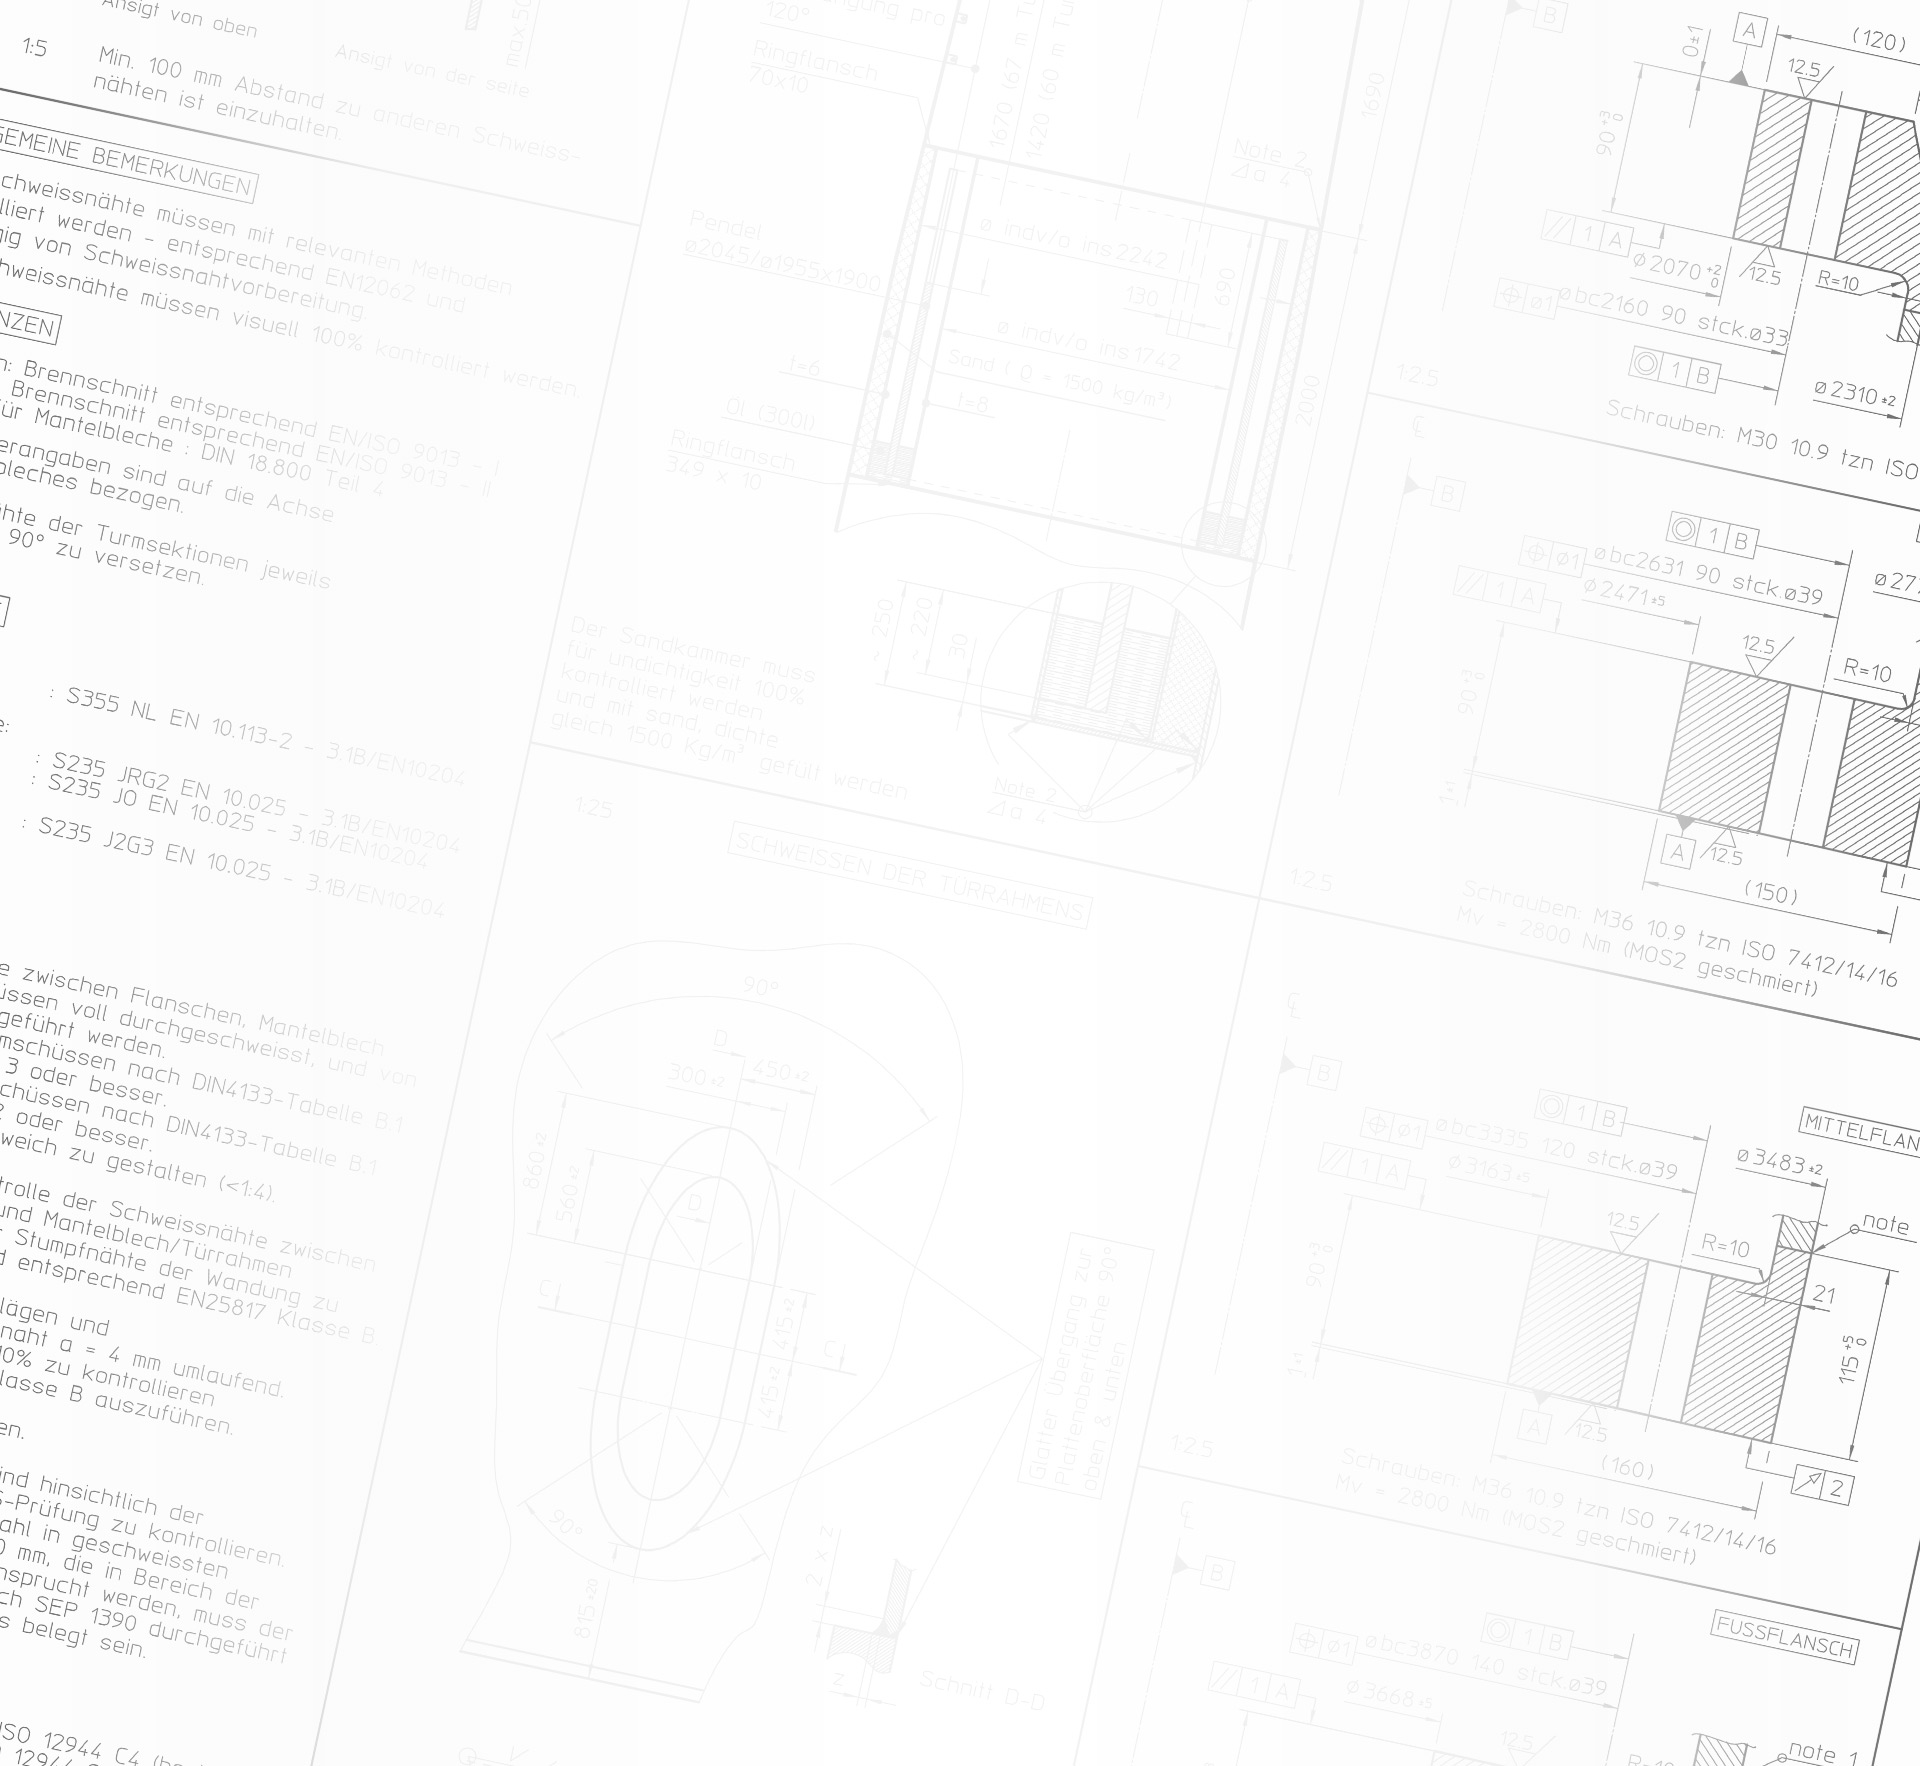 Ansigt von oben
Ansigt von der seite
max50
1:5
Min. 100 mm Abstand zu anderen Schweiss-
nähten ist einzuhalten.
GEMEINE BEMERKUNGEN
chweissnähte müssen mit relevanten Methoden
lliert werden - entsprechend EN12062 und
gig von Schweissnahtvorbereitung.
hweissnähte müssen visuell 100% kontrolliert werden.
NZEN
n: Brennschnitt entsprechend EN/ISO 9013 - I
Brennschnitt entsprechend EN/ISO 9013 - II
für Mantelbleche : DIN 18.800 Teil 4
erangaben sind auf die Achse
bleches bezogen.
ähte der Turmsektionen jeweils
90° zu versetzen.
: S355 NL EN 10.113-2 - 3.1B/EN10204
e:
: S235 JRG2 EN 10.025 - 3.1B/EN10204
: S235 JO EN 10.025 - 3.1B/EN10204
: S235 J2G3 EN 10.025 - 3.1B/EN10204
e zwischen Flanschen, Mantelblech
üssen voll durchgeschweisst, und von
geführt werden.
mschüssen nach DIN4133-Tabelle B.1
3 oder besser.
chüssen nach DIN4133-Tabelle B.1
2 oder besser.
weich zu gestalten (<1:4).
trolle der Schweissnähte zwischen
und Mantelblech/Türrahmen
r Stumpfnähte der Wandung zu
d entsprechend EN25817 Klasse B.
lägen und
naht a = 4 mm umlaufend.
00% zu kontrollieren
lasse B auszuführen.
en.
ind hinsichtlich der
S-Prüfung zu kontrollieren.
ahl in geschweissten
0 mm, die in Bereich der
nsprucht werden, muss der
ch SEP 1390 durchgeführt
s belegt sein.
ISO 12944 C4
12944
120°
Ringflansch
70x10
1670 (67 m
1420 (60 m
1690
Note 2
a 4
Pendel
ø2045/ø1955x1900
ø indv/o ins 2242
130
690
ø indv/o ins 1742
Sand ( Q = 1500 kg/m³)
t=6
t=8
Öl (300l)
Ringflansch
349 x 10
2000
~ 250
~ 220
30
Der Sandkammer muss
für undichtigkeit 100%
kontrolliert werden
und mit sand, dichte
gleich 1500 Kg/m³ gefült werden
Note 2
a 4
1:25
SCHWEISSEN DER TÜRRAHMENS
90°
D
300 ±2
450 ±2
860 ±2
560 ±2
D
C
C
415 ±2
415 ±2
90°
815 ±20
Glatter Übergang zur
Plattenoberfläche 90°
oben & unten
2 x z
z
Schnitt D-D
B
0±1
A
(120)
12.5
90 +3 0
// 1 A
ø2070 +2 0
12.5
R=10
ø1
øbc2160 90 stck.ø33
1 B
ø2310 ±2
1:2.5
Schrauben: M30 10.9 tzn ISO
B
1 B
ø1
øbc2631 90 stck.ø39
// 1 A
ø2471 ±5
12.5
R=10
90 +3 0
1 ±1
A
12.5
(150)
1:2.5
Schrauben: M36 10.9 tzn ISO 7412/14/16
Mv = 2800 Nm (MOS2 geschmiert)
B
1 B
MITTELFLAN
ø1
øbc3335 120 stck.ø39
ø3483 ±2
// 1 A
ø3163 ±5
12.5
note
R=10
90 +3 0
21
115 +5 0
1 ±1
A
12.5
(160)
2
1:2.5
Schrauben: M36 10.9 tzn ISO 7412/14/16
Mv = 2800 Nm (MOS2 geschmiert)
B
FUSSFLANSCH
1 B
ø1
øbc3870 140 stck.ø39
// 1 A
ø3668 ±5
12.5
note 1